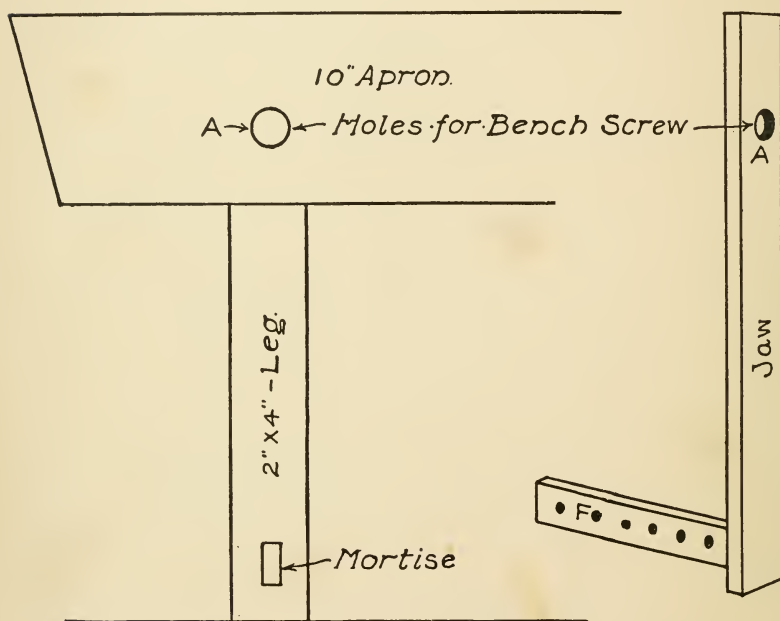 10" Apron.
A Holes for Bench Screw
A
2"x4"-Leg.
Jaw
F
Mortise